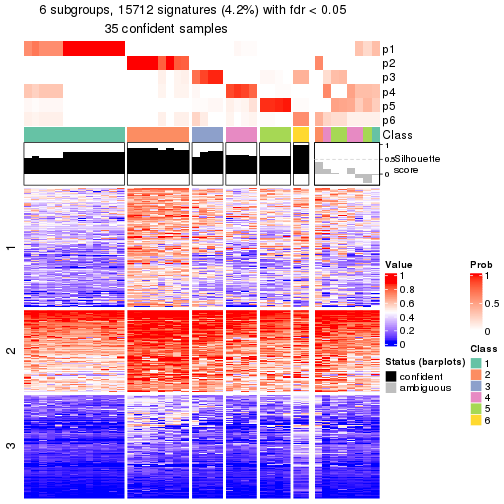 6 subgroups, 15712 signatures (4.2%) with fdr < 0.05
35 confident samples
p1
p2
p3
p4
p5
p6
Class
1
0.5
0
Silhouette
score
1
2
3
Value
1
0.8
0.6
0.4
0.2
0
Prob
1
0.5
0
Status (barplots)
confident
ambiguous
Class
1
2
3
4
5
6